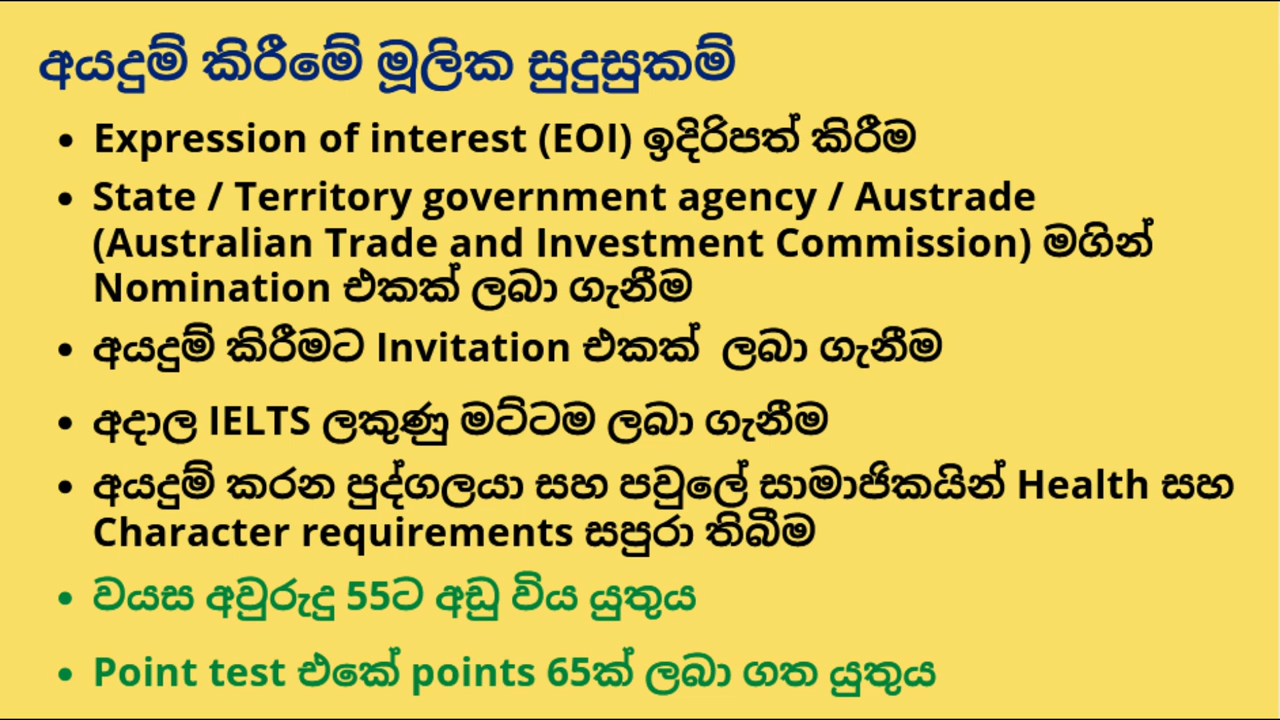 අයදුම් කිරීමේ මූලික සුදුසුකම්
• Expression of interest (EOI) ඉදිරිපත් කිරීම
• State / Territory government agency / Austrade
(Australian Trade and Investment Commission) මගින්
Nomination එකක් ලබා ගැනීම
• අයදුම් කිරීමට Invitation එකක් ලබා ගැනීම
• අදාල IELTS ලකුණු මට්ටම ලබා ගැනීම
• අයදුම් කරන පුද්ගලයා සහ පවුලේ සාමාජිකයින් Health සහ
Character requirements සපුරා තිබීම
• වයස අවුරුදු 55ට අඩු විය යුතුය
• Point test එකේ points 65ක් ලබා ගත යුතුය